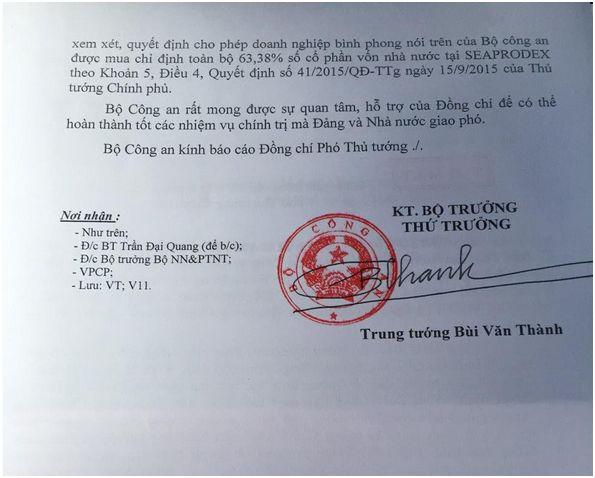 xem xét, quyết định cho phép doanh nghiệp bình phong nói trên của Bộ công an
được mua chỉ định toàn bộ 63,38% số cổ phần vốn nhà nước tại SEAPRODEX
theo Khoản 5, Điều 4, Quyết định số 41/2015/QĐ-TTg ngày 15/9/2015 của Thủ
tướng Chính phủ.
Bộ Công an rất mong được sự quan tâm, hỗ trợ của Đồng chí để có thể
hoàn thành tốt các nhiệm vụ chính trị mà Đảng và Nhà nước giao phó.
Bộ Công an kính báo cáo Đồng chí Phó Thủ tướng ./.
Nơi nhận :
- Như trên;
- Đ/c BT Trần Đại Quang (để b/c);
- Đ/c Bộ trưởng Bộ NN&PTNT;
- VPCP;
- Lưu: VT; V11.
KT. BỘ TRƯỞNG
THỨ TRƯỞNG
BỘ CÔNG AN
Thanh
Trung tướng Bùi Văn Thành